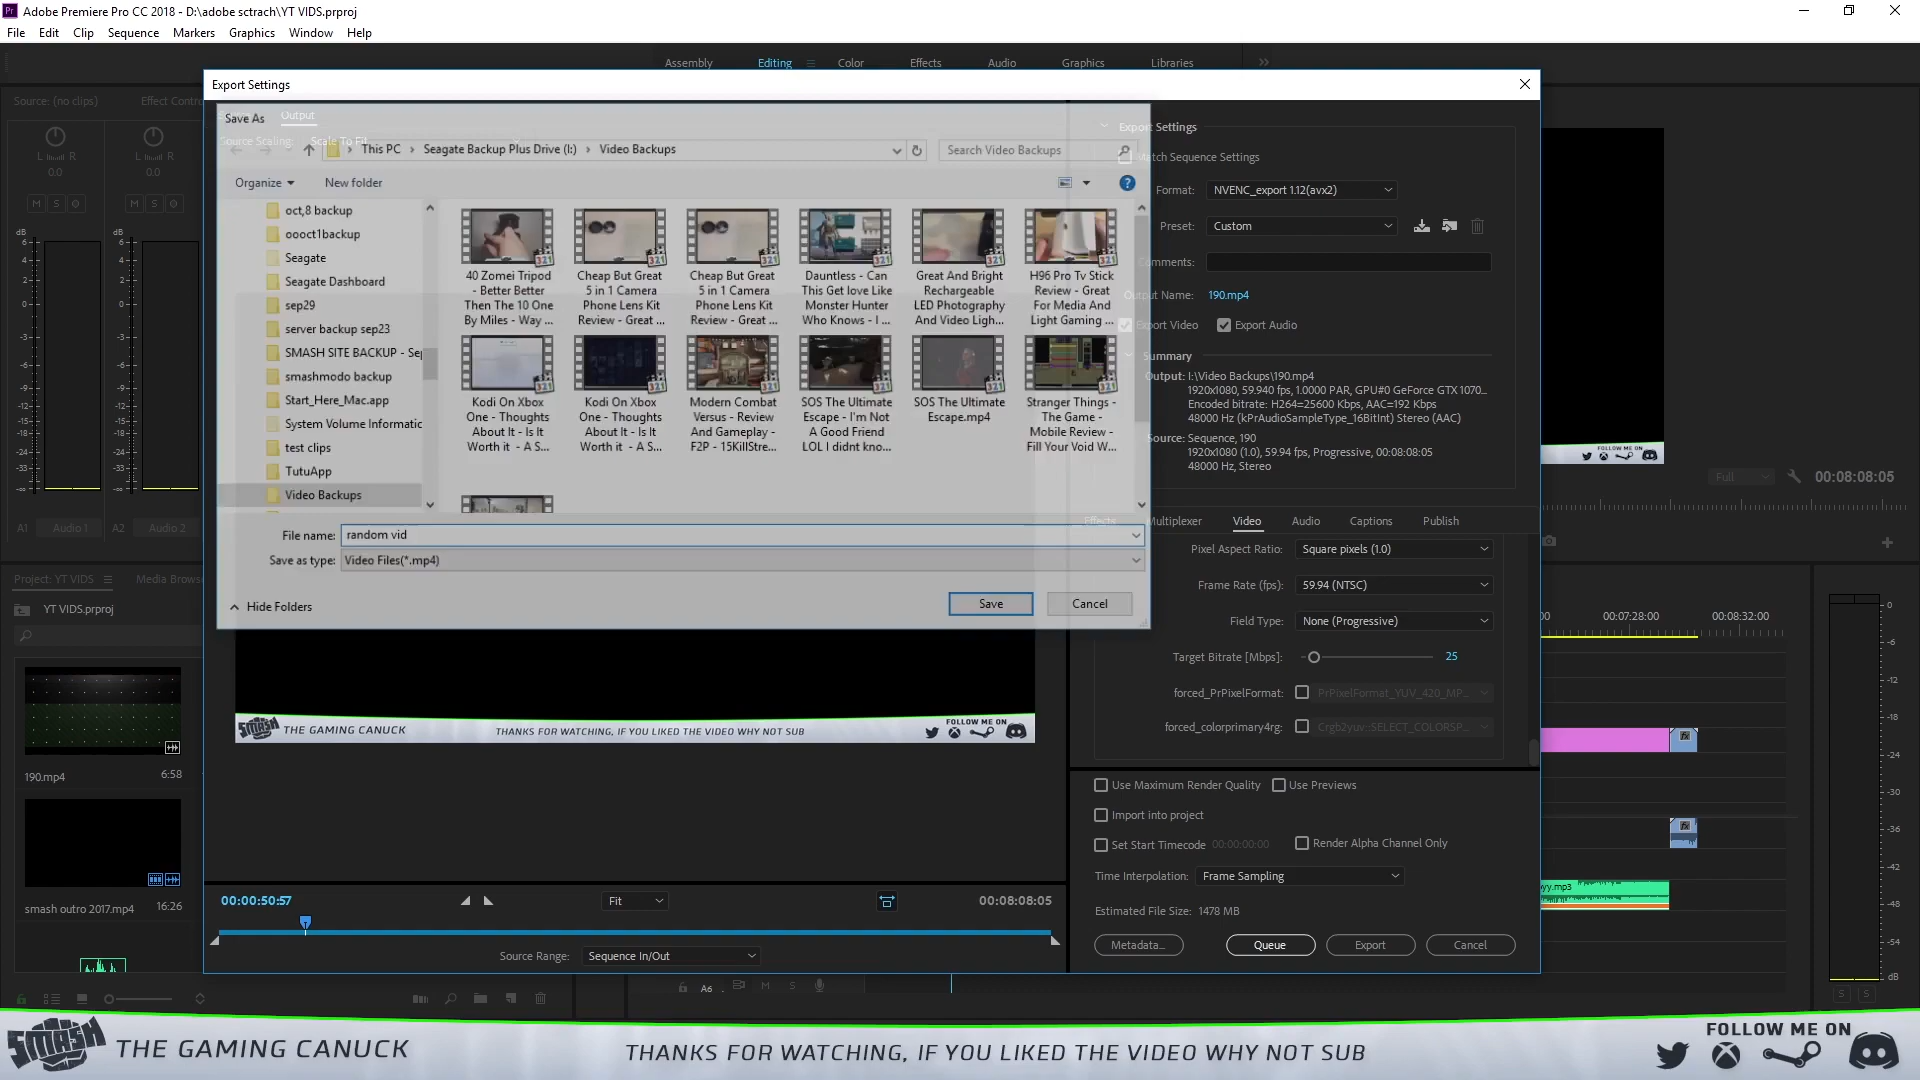 Adobe Premiere Pro CC 2018 - D:\adobe sctrach\YT VIDS.prproj
File Edit Clip Sequence Markers Graphics Window Help
Assembly Editing Color Effects Audio Graphics Libraries
Source: (no clips) Effect Contro
L R L R
0.0 0.0
M S M S
Export Settings
Save As Output
Source Scaling: Scale To Fit
This PC > Seagate Backup Plus Drive (I:) > Video Backups
Search Video Backups
Organize New folder
oct,8 backup
oooct1backup
Seagate
Seagate Dashboard
sep29
server backup sep23
SMASH SITE BACKUP - Sep
smashmodo backup
Start_Here_Mac.app
System Volume Informatic
test clips
TutuApp
Video Backups
40 Zomei Tripod - Better Better Then The 10 One By Miles - Way ...
Cheap But Great 5 in 1 Camera Phone Lens Kit Review - Great ...
Cheap But Great 5 in 1 Camera Phone Lens Kit Review - Great ...
Dauntless - Can This Get love Like Monster Hunter Who Knows - I ...
Great And Bright Rechargeable LED Photography And Video Ligh...
H96 Pro Tv Stick Review - Great For Media And Light Gaming ...
Kodi On Xbox One - Thoughts About It - Is It Worth it - A S...
Kodi On Xbox One - Thoughts About It - Is It Worth it - A S...
Modern Combat Versus - Review And Gameplay - F2P - 15KillStre...
SOS The Ultimate Escape - I'm Not A Good Friend LOL I didnt kno...
SOS The Ultimate Escape.mp4
Stranger Things - The Game - Mobile Review - Fill Your Void W...
File name: random vid
Save as type: Video Files(*.mp4)
Hide Folders
Save Cancel
Export Settings
Match Sequence Settings
Format: NVENC_export 1.12(avx2)
Preset: Custom
Comments:
Output Name: 190.mp4
Export Video Export Audio
Summary
Output: I:\Video Backups\190.mp4
1920x1080, 59.940 fps, 1.0000 PAR, GPU#0 GeForce GTX 1070...
Encoded bitrate: H264=25600 Kbps, AAC=192 Kbps
48000 Hz (kPrAudioSampleType_16BitInt) Stereo (AAC)
Source: Sequence, 190
1920x1080 (1.0), 59.94 fps, Progressive, 00:08:08:05
48000 Hz, Stereo
Effects Multiplexer Video Audio Captions Publish
Pixel Aspect Ratio: Square pixels (1.0)
Frame Rate (fps): 59.94 (NTSC)
Field Type: None (Progressive)
Target Bitrate [Mbps]: 25
forced_PrPixelFormat: PrPixelFormat_YUV_420_MP...
forced_colorprimary4rg: Crgb2yuv::SELECT_COLORSP...
Use Maximum Render Quality Use Previews
Import into project
Set Start Timecode 00:00:00:00 Render Alpha Channel Only
Time Interpolation: Frame Sampling
Estimated File Size: 1478 MB
Metadata... Queue Export Cancel
SMASH THE GAMING CANUCK THANKS FOR WATCHING, IF YOU LIKED THE VIDEO WHY NOT SUB FOLLOW ME ON
00:00:50:57 Fit 00:08:08:05
Source Range: Sequence In/Out
A1 Audio 1 A2 Audio 2
Project: YT VIDS Media Brows
YT VIDS.prproj
190.mp4 6:58
smash outro 2017.mp4 16:26
FOLLOW ME ON
Full 00:08:08:05
00:07:28:00 00:08:32:00
A6 M S
S S
SMASH THE GAMING CANUCK
THANKS FOR WATCHING, IF YOU LIKED THE VIDEO WHY NOT SUB
FOLLOW ME ON